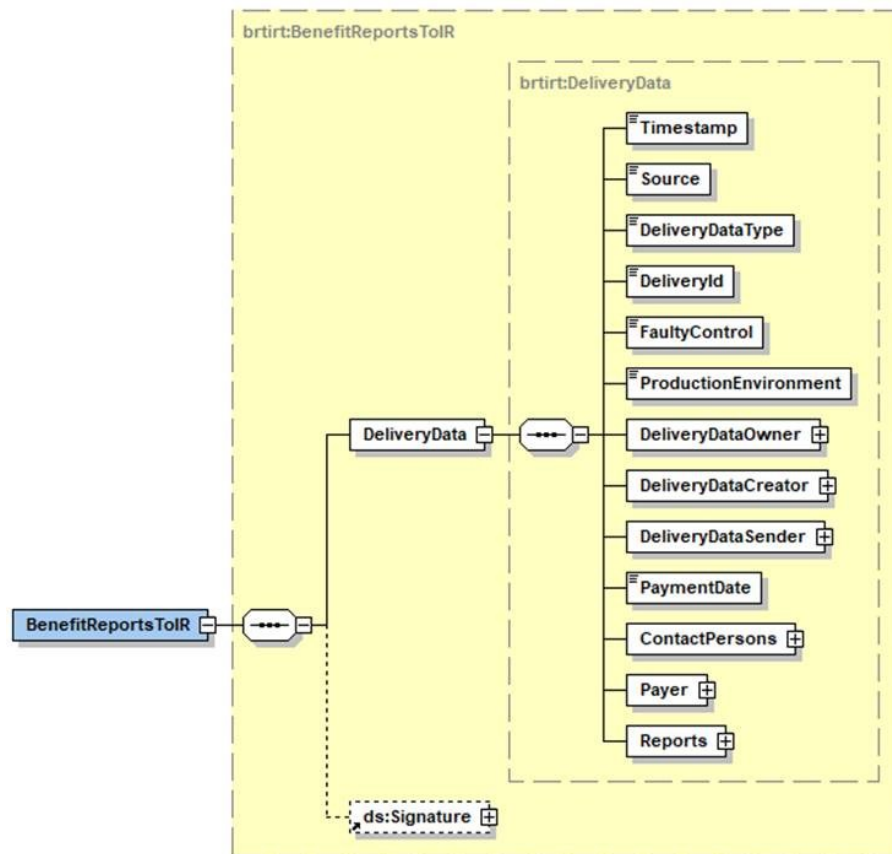 brtirt:BenefitReportsToIR
brtirt:DeliveryData
Timestamp
Source
DeliveryDataType
DeliveryId
FaultyControl
ProductionEnvironment
DeliveryData
DeliveryDataOwner
DeliveryDataCreator
DeliveryDataSender
PaymentDate
BenefitReportsToIR
ContactPersons
Payer
Reports
ds:Signature